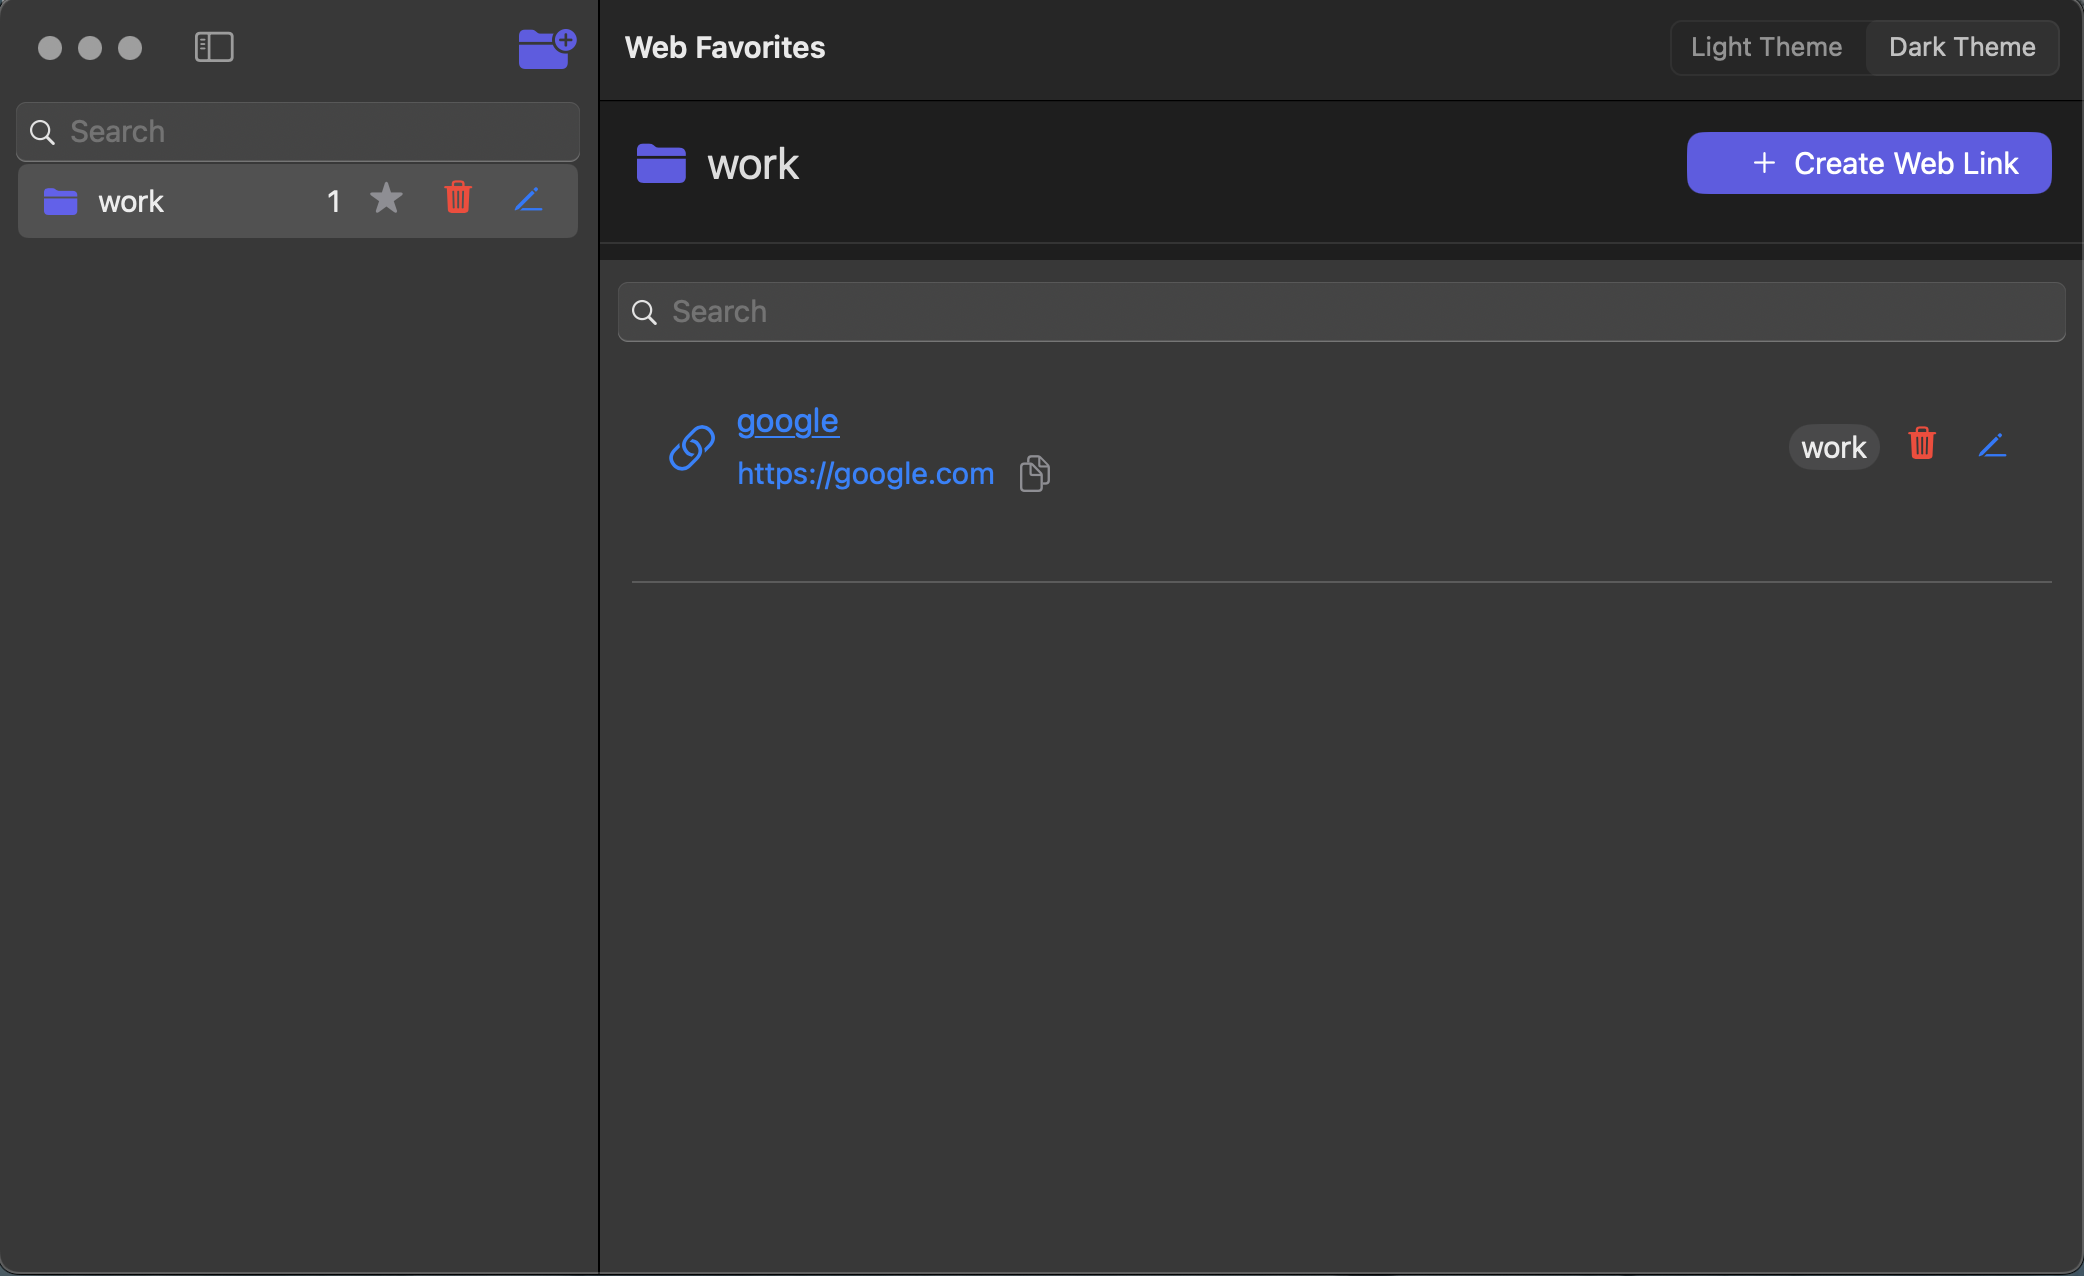 Web Favorites
Light Theme
Dark Theme
Search
work 1
work
+ Create Web Link
Search
google
https://google.com
work